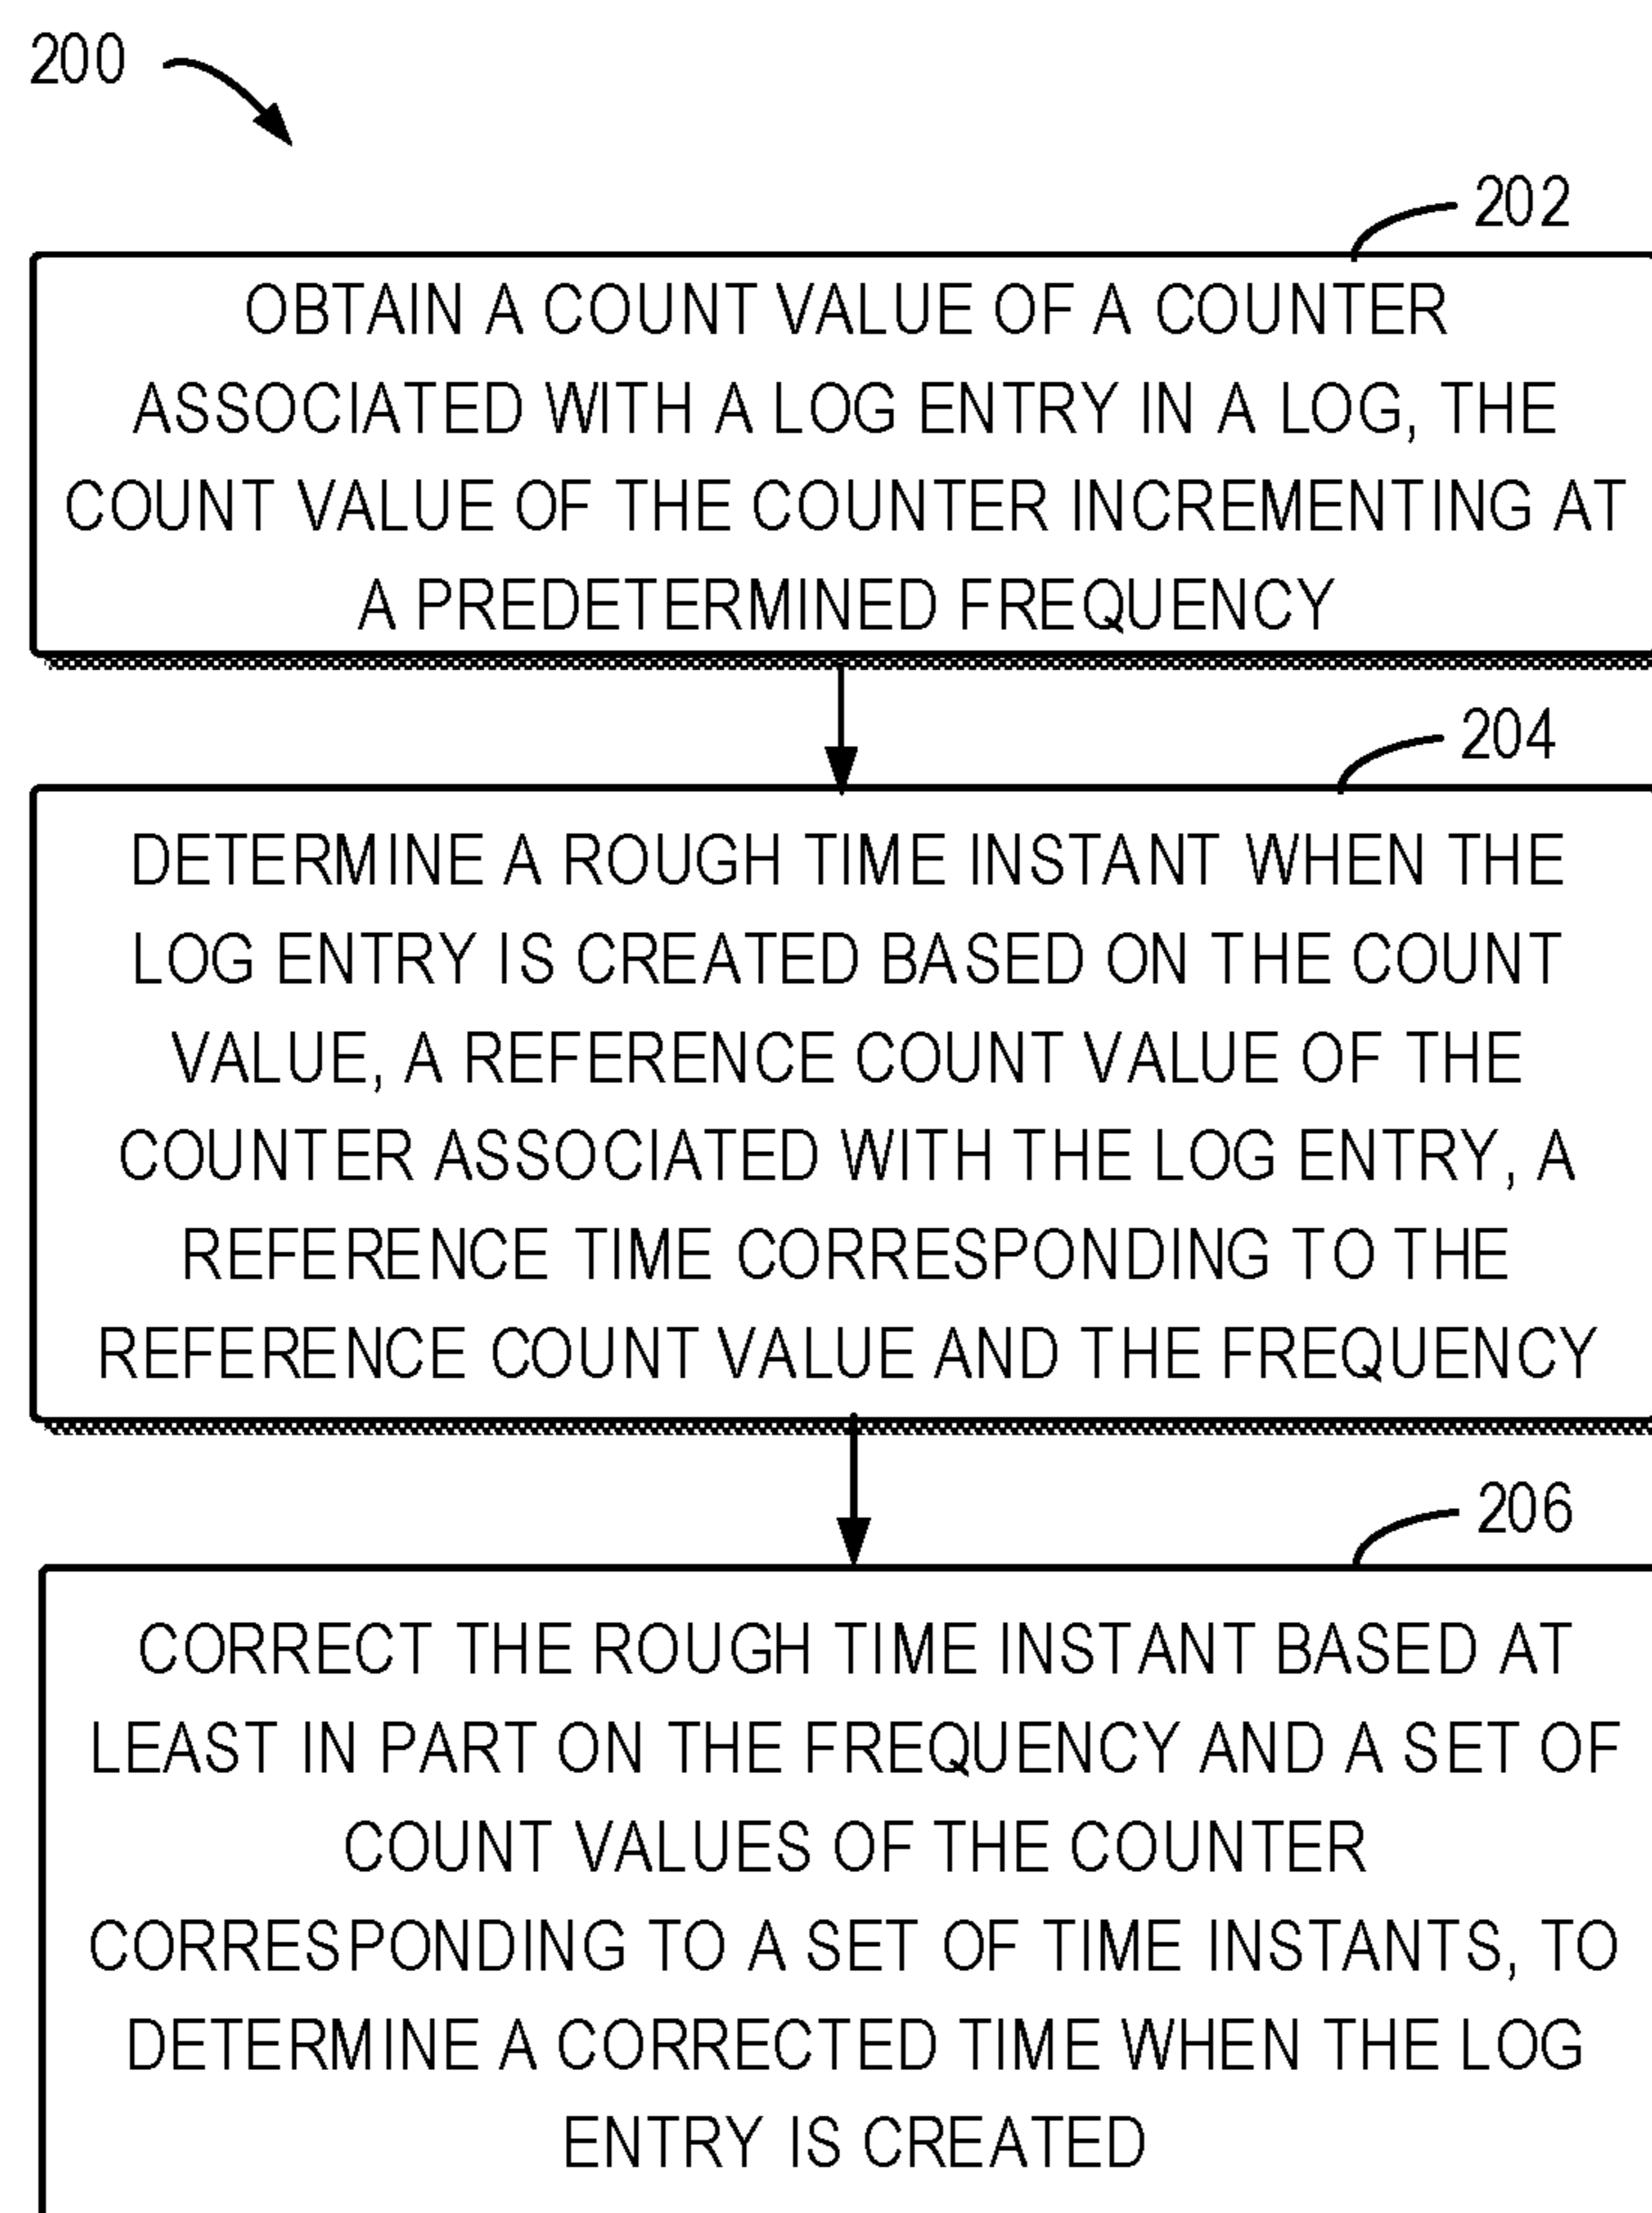 200
202
OBTAIN A COUNT VALUE OF A COUNTER
ASSOCIATED WITH A LOG ENTRY IN A LOG, THE
COUNT VALUE OF THE COUNTER INCREMENTING AT
A PREDETERMINED FREQUENCY
204
DETERMINE A ROUGH TIME INSTANT WHEN THE
LOG ENTRY IS CREATED BASED ON THE COUNT
VALUE, A REFERENCE COUNT VALUE OF THE
COUNTER ASSOCIATED WITH THE LOG ENTRY, A
REFERENCE TIME CORRESPONDING TO THE
REFERENCE COUNT VALUE AND THE FREQUENCY
206
CORRECT THE ROUGH TIME INSTANT BASED AT
LEAST IN PART ON THE FREQUENCY AND A SET OF
COUNT VALUES OF THE COUNTER
CORRESPONDING TO A SET OF TIME INSTANTS, TO
DETERMINE A CORRECTED TIME WHEN THE LOG
ENTRY IS CREATED